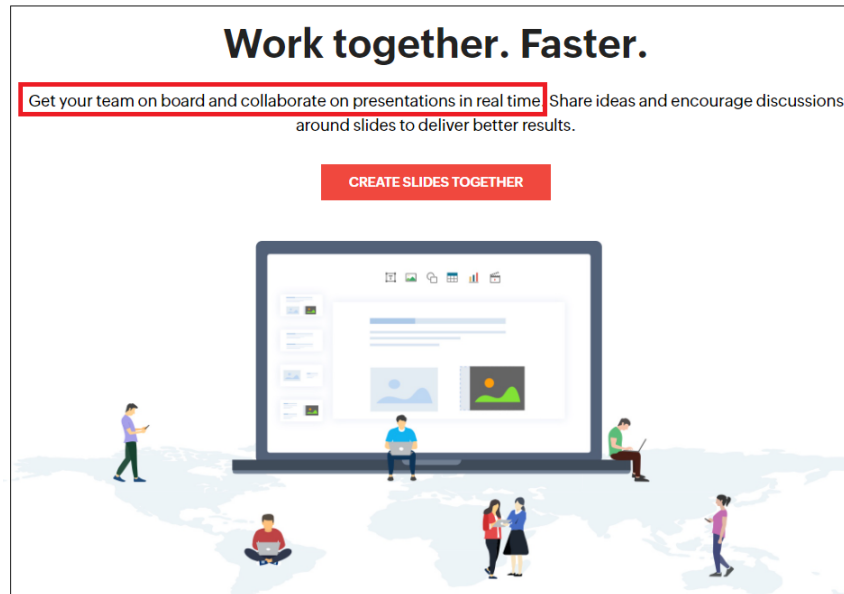 Work together. Faster.
Get your team on board and collaborate on presentations in real time. Share ideas and encourage discussions
around slides to deliver better results.
CREATE SLIDES TOGETHER